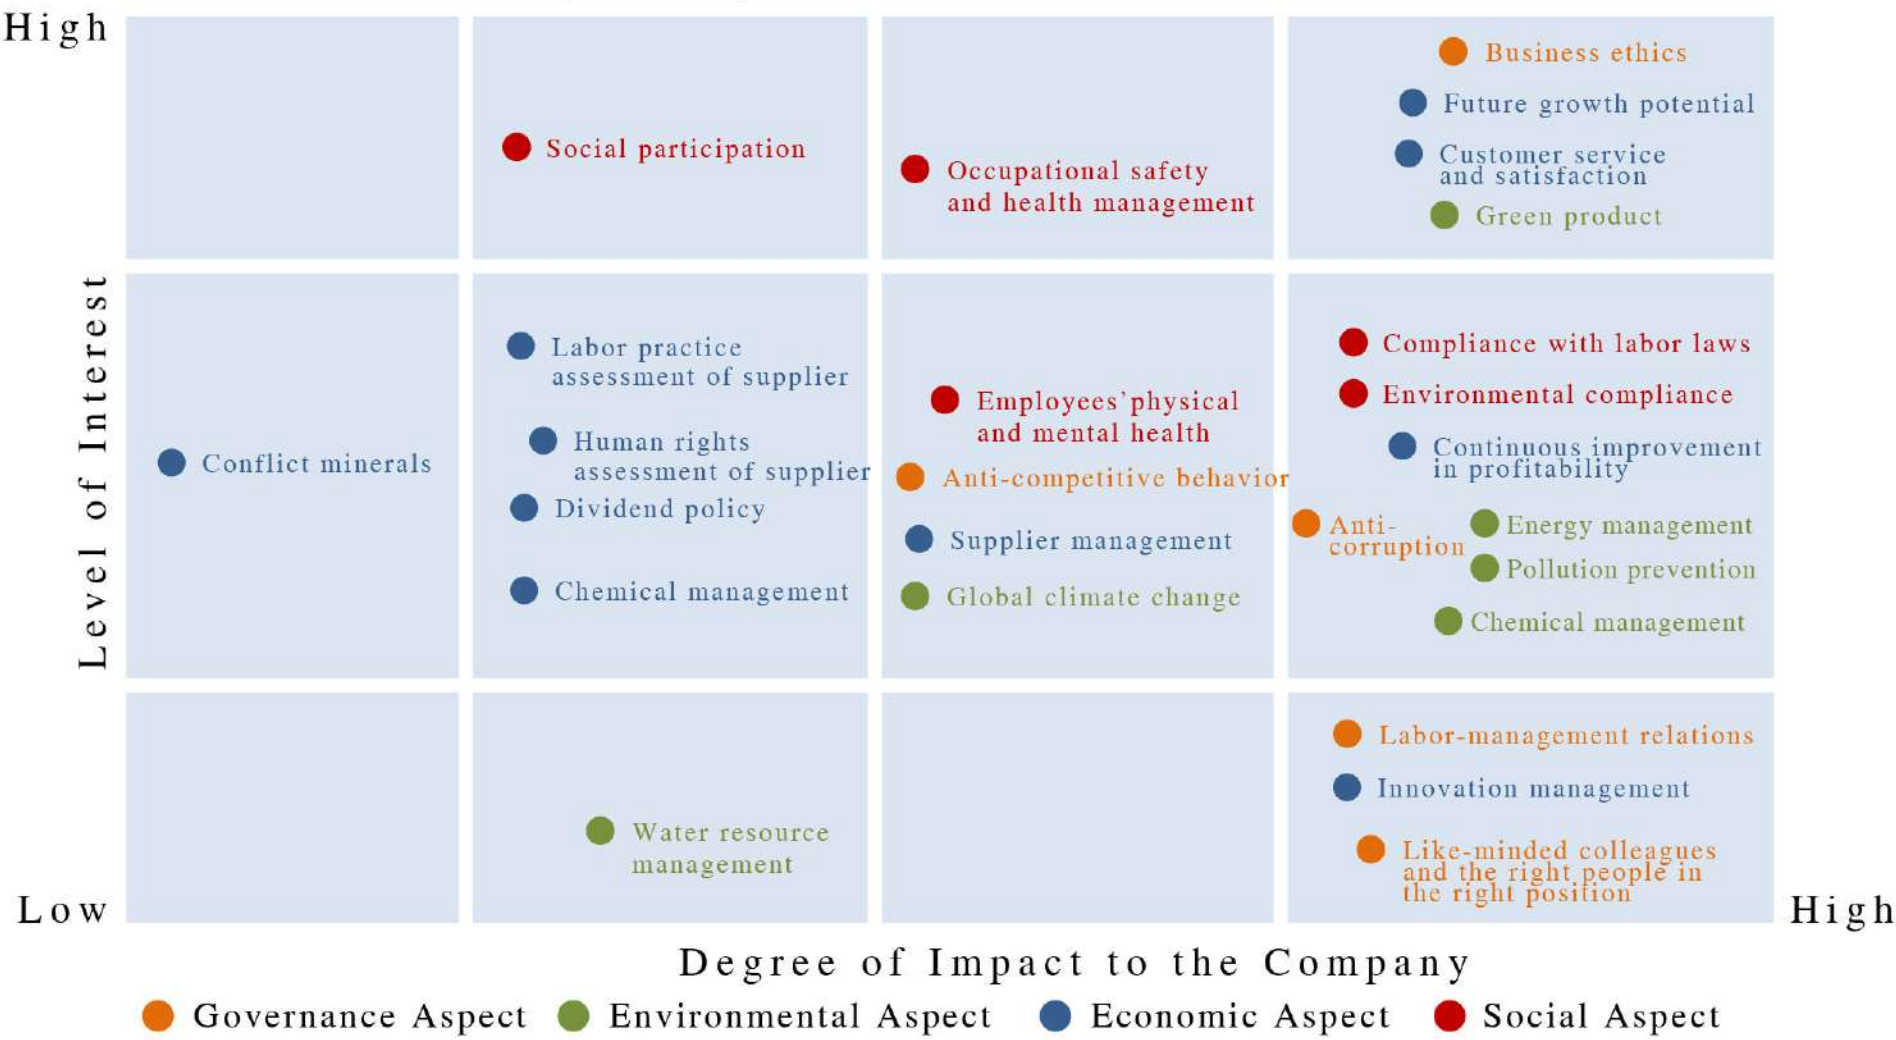 High
Business ethics
Future growth potential
Social participation
Customer service
and satisfaction
Occupational safety
and health management
Green product
Level of Interest
Labor practice
assessment of supplier
Compliance with labor laws
Employees’physical
and mental health
Environmental compliance
Conflict minerals
Human rights
assessment of supplier
Continuous improvement
in profitability
Anti-competitive behavior
Dividend policy
Anti-
corruption
Energy management
Supplier management
Pollution prevention
Chemical management
Global climate change
Chemical management
Labor-management relations
Innovation management
Water resource
management
Like-minded colleagues
and the right people in
the right position
Low
High
Degree of Impact to the Company
Governance Aspect
Environmental Aspect
Economic Aspect
Social Aspect